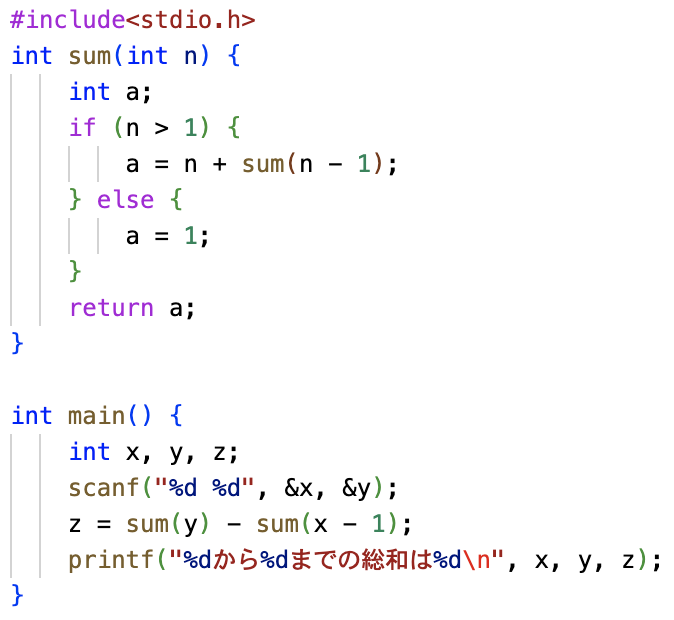 #include<stdio.h>
int sum(int n) {
    int a;
    if (n > 1) {
        a = n + sum(n - 1);
    } else {
        a = 1;
    }
    return a;
}

int main() {
    int x, y, z;
    scanf("%d %d", &x, &y);
    z = sum(y) - sum(x - 1);
    printf("%dから%dまでの総和は%d\n", x, y, z);
}